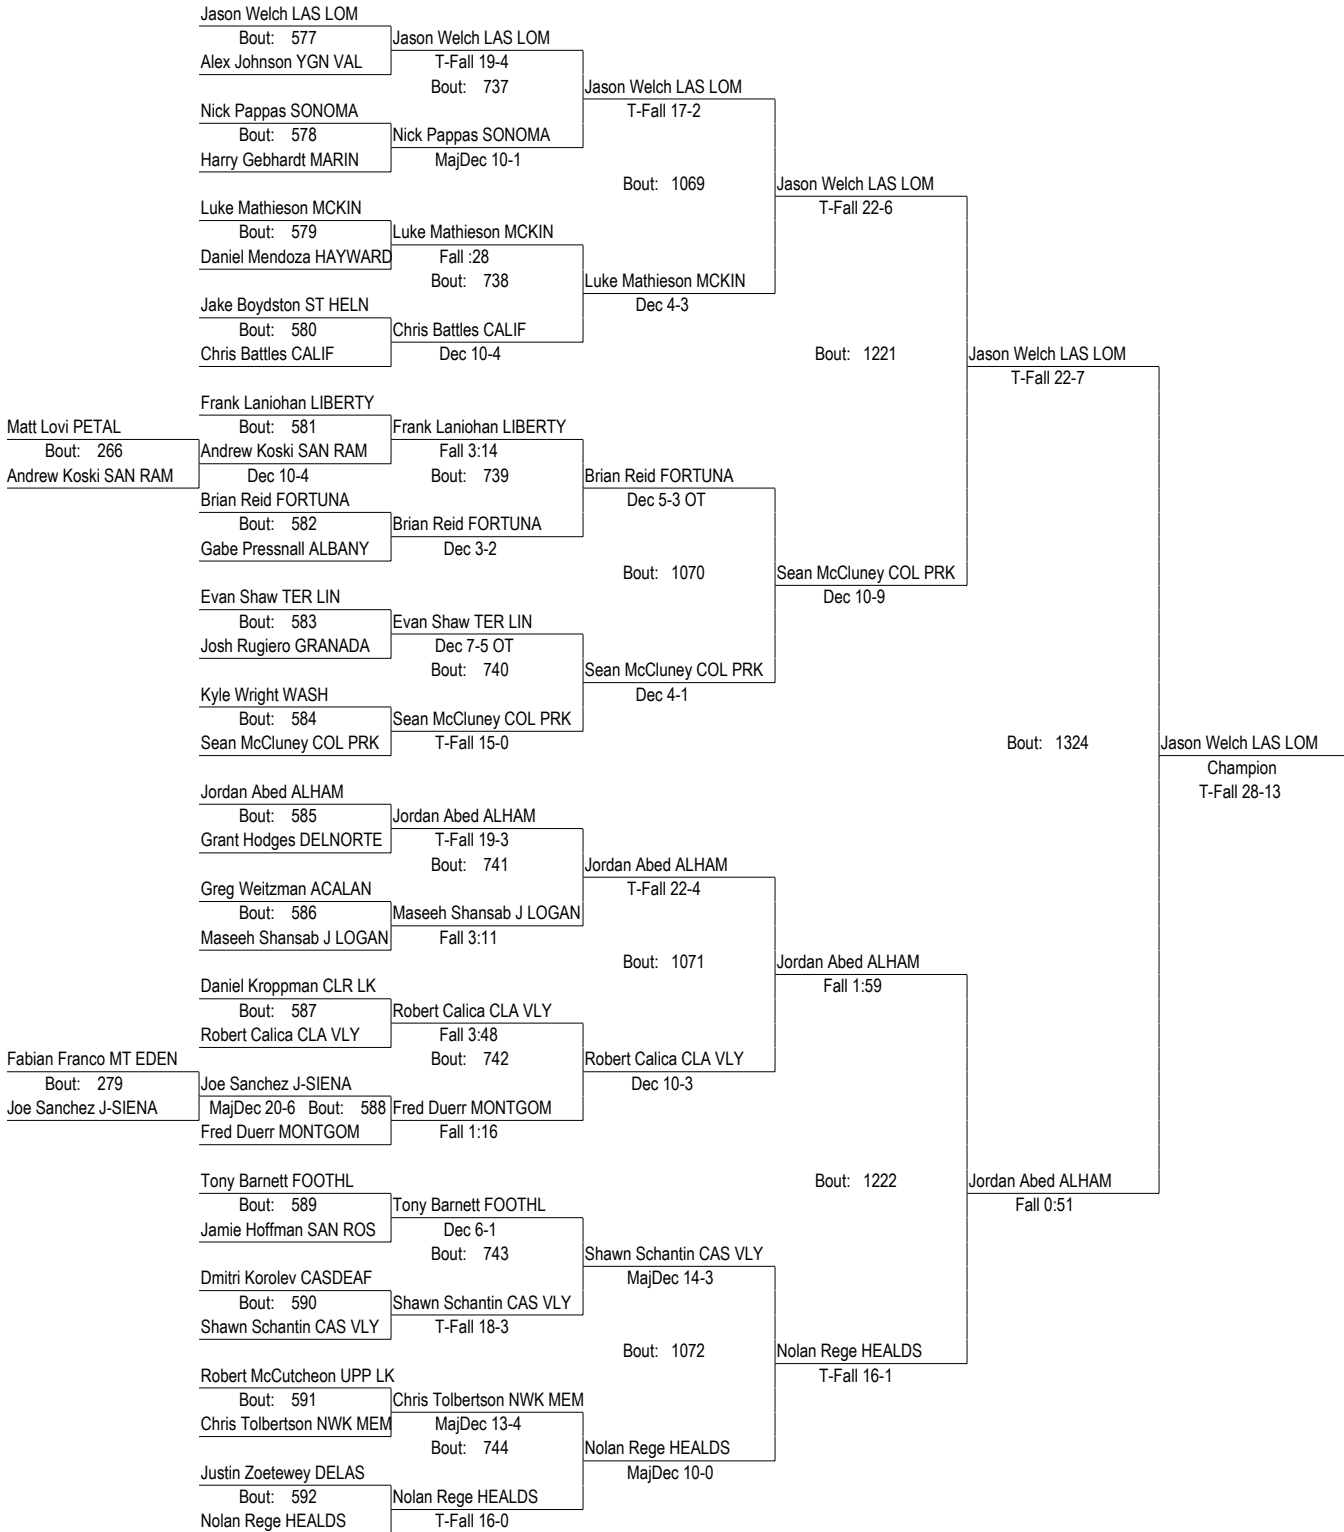 Jason Welch LAS LOM
Bout: 577 Jason Welch LAS LOM
Alex Johnson YGN VAL T-Fall 19-4
Bout: 737 Jason Welch LAS LOM
Nick Pappas SONOMA T-Fall 17-2
Bout: 578 Nick Pappas SONOMA
Harry Gebhardt MARIN MajDec 10-1
Bout: 1069 Jason Welch LAS LOM
Luke Mathieson MCKIN T-Fall 22-6
Bout: 579 Luke Mathieson MCKIN
Daniel Mendoza HAYWARD Fall :28
Bout: 738 Luke Mathieson MCKIN
Jake Boydston ST HELN Dec 4-3
Bout: 580 Chris Battles CALIF
Chris Battles CALIF Dec 10-4 Bout: 1221 Jason Welch LAS LOM
T-Fall 22-7
Frank Laniohan LIBERTY
Matt Lovi PETAL Bout: 581 Frank Laniohan LIBERTY
Bout: 266 Andrew Koski SAN RAM Fall 3:14
Andrew Koski SAN RAM Dec 10-4 Bout: 739 Brian Reid FORTUNA
Brian Reid FORTUNA Dec 5-3 OT
Bout: 582 Brian Reid FORTUNA
Gabe Pressnall ALBANY Dec 3-2
Bout: 1070 Sean McCluney COL PRK
Evan Shaw TER LIN Dec 10-9
Bout: 583 Evan Shaw TER LIN
Josh Rugiero GRANADA Dec 7-5 OT
Bout: 740 Sean McCluney COL PRK
Kyle Wright WASH Dec 4-1
Bout: 584 Sean McCluney COL PRK
Sean McCluney COL PRK T-Fall 15-0 Bout: 1324 Jason Welch LAS LOM
Champion
Jordan Abed ALHAM T-Fall 28-13
Bout: 585 Jordan Abed ALHAM
Grant Hodges DELNORTE T-Fall 19-3
Bout: 741 Jordan Abed ALHAM
Greg Weitzman ACALAN T-Fall 22-4
Bout: 586 Maseeh Shansab J LOGAN
Maseeh Shansab J LOGAN Fall 3:11
Bout: 1071 Jordan Abed ALHAM
Daniel Kroppman CLR LK Fall 1:59
Bout: 587 Robert Calica CLA VLY
Robert Calica CLA VLY Fall 3:48
Fabian Franco MT EDEN Bout: 742 Robert Calica CLA VLY
Bout: 279 Joe Sanchez J-SIENA Dec 10-3
Joe Sanchez J-SIENA MajDec 20-6 Bout: 588 Fred Duerr MONTGOM
Fred Duerr MONTGOM Fall 1:16
Tony Barnett FOOTHL Bout: 1222 Jordan Abed ALHAM
Bout: 589 Tony Barnett FOOTHL Fall 0:51
Jamie Hoffman SAN ROS Dec 6-1
Bout: 743 Shawn Schantin CAS VLY
Dmitri Korolev CASDEAF MajDec 14-3
Bout: 590 Shawn Schantin CAS VLY
Shawn Schantin CAS VLY T-Fall 18-3
Bout: 1072 Nolan Rege HEALDS
Robert McCutcheon UPP LK T-Fall 16-1
Bout: 591 Chris Tolbertson NWK MEM
Chris Tolbertson NWK MEM MajDec 13-4
Bout: 744 Nolan Rege HEALDS
Justin Zoetewey DELAS MajDec 10-0
Bout: 592 Nolan Rege HEALDS
Nolan Rege HEALDS T-Fall 16-0